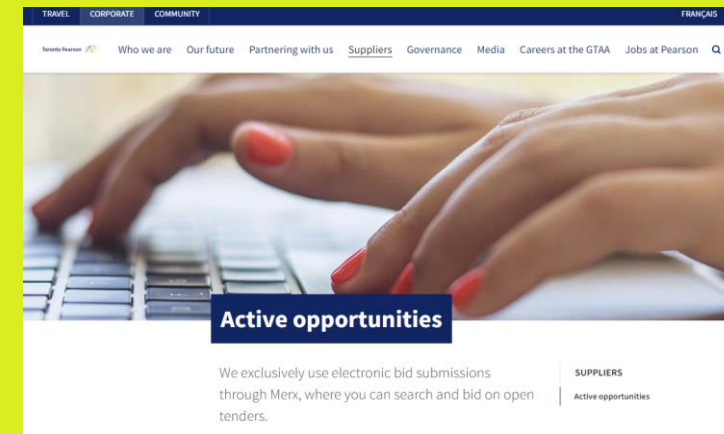 TRAVEL CORPORATE COMMUNITY FRANÇAIS
Toronto Pearson Who we are Our future Partnering with us Suppliers Governance Media Careers at the GTAA Jobs at Pearson
Active opportunities
We exclusively use electronic bid submissions
through Merx, where you can search and bid on open
tenders.
SUPPLIERS
Active opportunities